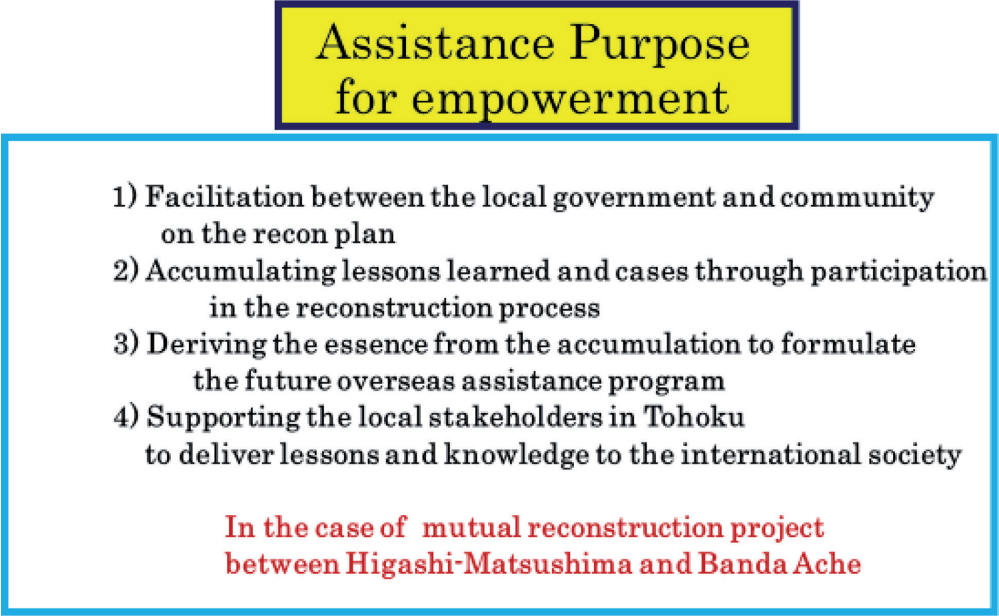 Assistance Purpose
for empowerment
1) Facilitation between the local government and community
on the recon plan
2) Accumulating lessons learned and cases through participation
in the reconstruction process
3) Deriving the essence from the accumulation to formulate
the future overseas assistance program
4) Supporting the local stakeholders in Tohoku
to deliver lessons and knowledge to the international society
In the case of mutual reconstruction project
between Higashi-Matsushima and Banda Ache